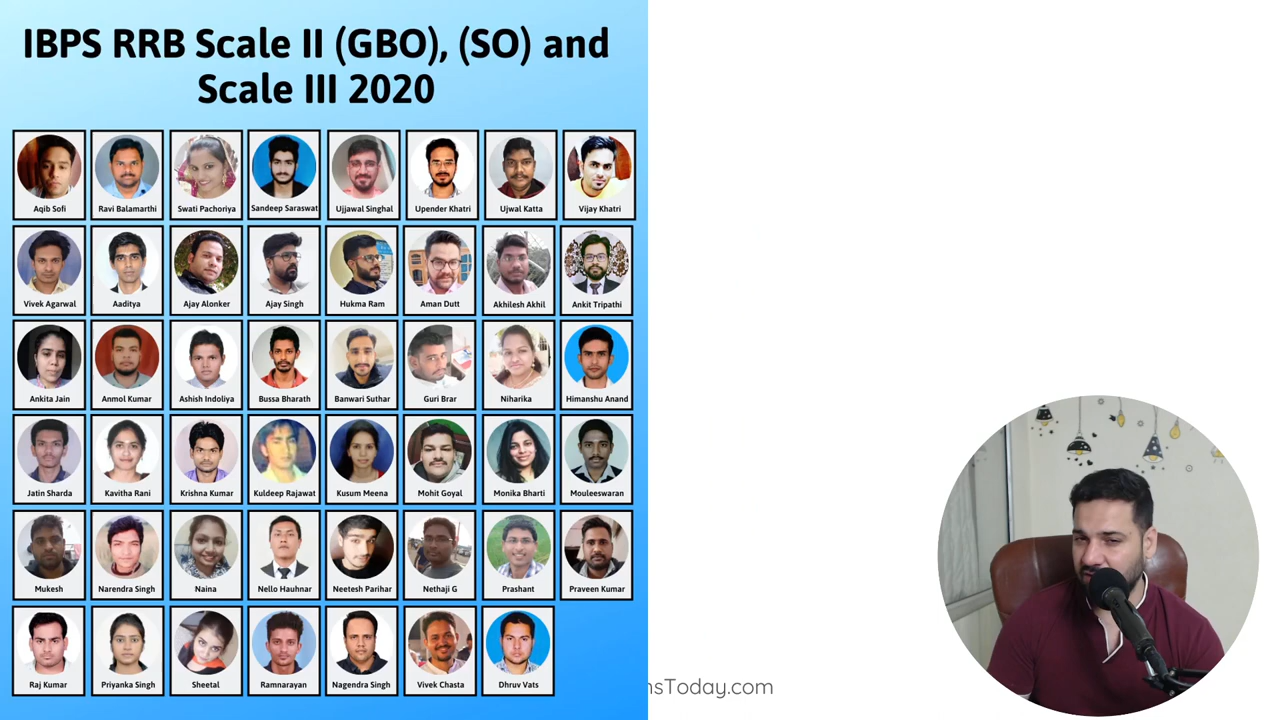 IBPS RRB Scale II (GBO), (SO) and
Scale III 2020
Aqib Sofi
Ravi Balamarthi
Swati Pachoriya
Sandeep Saraswat
Ujjawal Singhal
Upender Khatri
Ujwal Katta
Vijay Khatri
Vivek Agarwal
Aaditya
Ajay Alonker
Ajay Singh
Hukma Ram
Aman Dutt
Akhilesh Akhil
Ankit Tripathi
Ankita Jain
Anmol Kumar
Ashish Indoliya
Bussa Bharath
Banwari Suthar
Guri Brar
Niharika
Himanshu Anand
Jatin Sharda
Kavitha Rani
Krishna Kumar
Kuldeep Rajawat
Kusum Meena
Mohit Goyal
Monika Bharti
Mouleeswaran
Mukesh
Narendra Singh
Naina
Nello Hauhnar
Neetesh Parihar
Nethaji G
Prashant
Praveen Kumar
Raj Kumar
Priyanka Singh
Sheetal
Ramnarayan
Nagendra Singh
Vivek Chasta
Dhruv Vats
nsToday.com